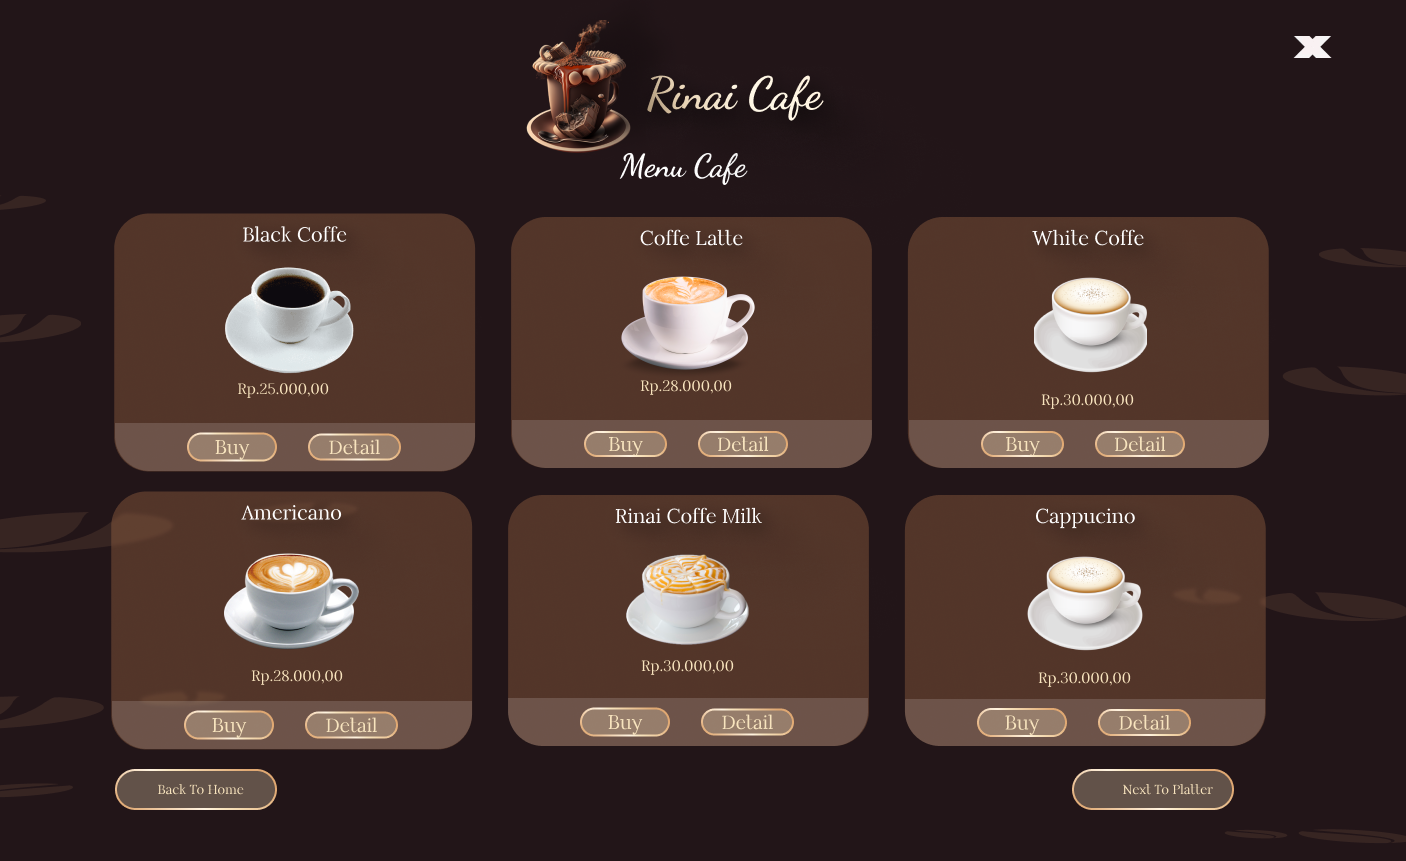 Rinai Cafe
Menu Cafe
Black Coffe
Coffe Latte
White Coffe
Rp.25.000,00
Rp.28.000,00
Rp.30.000,00
Buy Detail
Buy Detail
Buy Detail
Americano
Rinai Coffe Milk
Cappucino
Rp.28.000,00
Rp.30.000,00
Rp.30.000,00
Buy Detail
Buy Detail
Buy Detail
Back To Home
Next To Platter